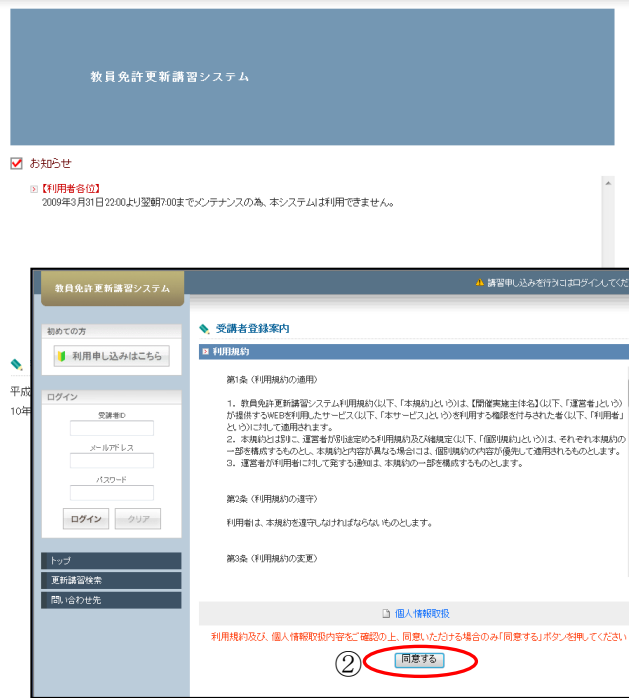 教員免許更新講習システム
お知らせ
【利用者各位】
2009年3月31日22:00より翌朝7:00までメンテナンスの為、本システムは利用できません。
平成
10年
教員免許更新講習システム
講習申し込みを行うにはログインしてくだ
初めての方
利用申し込みはこちら
ログイン
受講者ID
メールアドレス
パスワード
ログイン クリア
トップ
更新講習検索
問い合わせ先
受講者登録案内
利用規約
第1条（利用規約の適用）
1. 教員免許更新講習システム利用規約（以下、「本規約」という）は、【開催実施主体名】（以下、「運営者」という）
が提供するWEBを利用したサービス（以下、「本サービス」という）を利用する権限を付与された者（以下、「利用者」
という）に対して適用されます。
2. 本規約とは別に、運営者が別途定める利用規約及び諸規定（以下、「個別規約」という）は、それぞれ本規約の
一部を構成するものとし、本規約と内容が異なる場合には、個別規約の内容が優先して適用されるものとします。
3. 運営者が利用者に対して発する通知は、本規約の一部を構成するものとします。
第2条（利用規約の遵守）
利用者は、本規約を遵守しなければならないものとします。
第3条（利用規約の変更）
個人情報取扱
利用規約及び、個人情報取扱内容をご確認の上、同意いただける場合のみ「同意する」ボタンを押してください
② 同意する